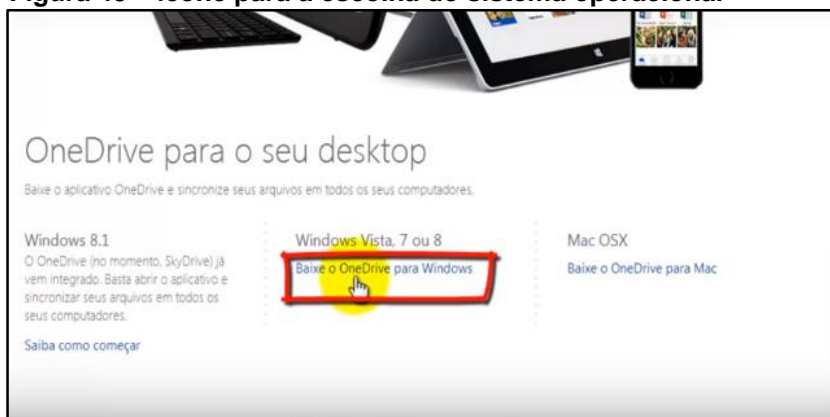 Figura 48 – Ícone para a escolha do sistema operacional
OneDrive para o seu desktop
Baixe o aplicativo OneDrive e sincronize seus arquivos em todos os seus computadores.
Windows 8.1
O OneDrive (no momento, SkyDrive) já
vem integrado. Basta abrir o aplicativo e
sincronizar seus arquivos em todos os
seus computadores.
Saiba como começar
Windows Vista, 7 ou 8
Baixe o OneDrive para Windows
Mac OSX
Baixe o OneDrive para Mac